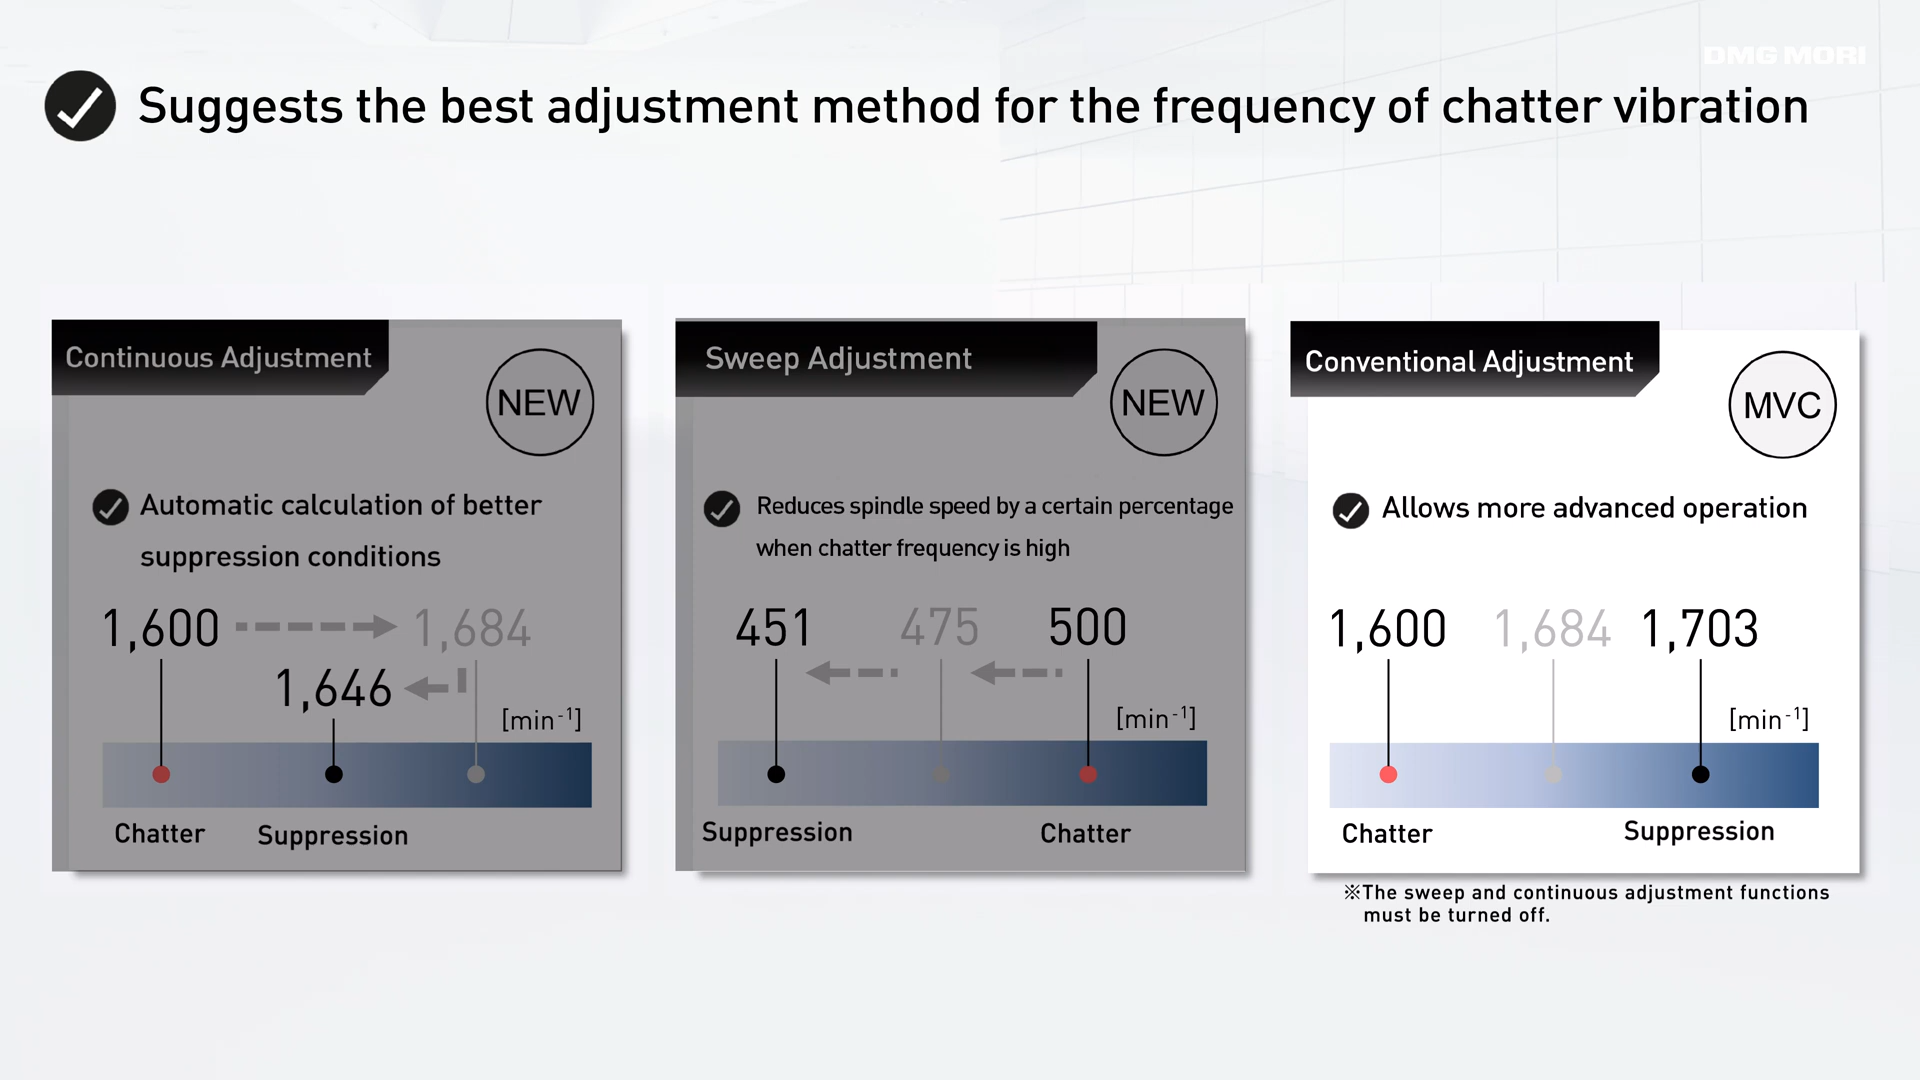 DMG MORI
Suggests the best adjustment method for the frequency of chatter vibration
Continuous Adjustment
NEW
Automatic calculation of better
suppression conditions
1,600
1,684
1,646
[min⁻¹]
Chatter
Suppression
Sweep Adjustment
NEW
Reduces spindle speed by a certain percentage
when chatter frequency is high
451
475
500
[min⁻¹]
Suppression
Chatter
Conventional Adjustment
MVC
Allows more advanced operation
1,600
1,684
1,703
[min⁻¹]
Chatter
Suppression
※The sweep and continuous adjustment functions
must be turned off.